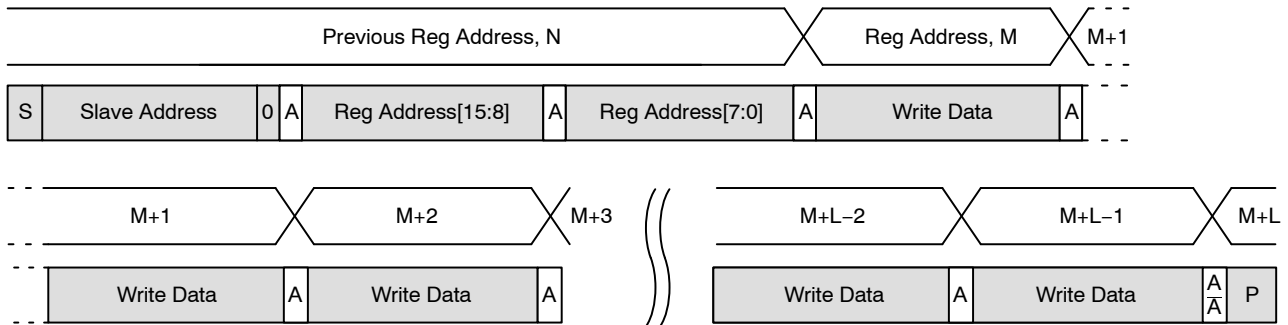 Previous Reg Address, N Reg Address, M M+1
S Slave Address 0 A Reg Address[15:8] A Reg Address[7:0] A Write Data A
M+1 M+2 M+3 M+L−2 M+L−1 M+L
Write Data A Write Data A Write Data A Write Data A A̅ P